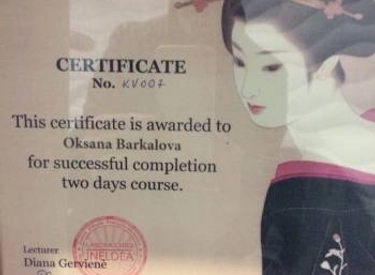 CERTIFICATE
No. KV007
This certificate is awarded to
Oksana Barkalova
for successful completion
two days course.
Lecturer
Diana Gervienė
JNELDEA